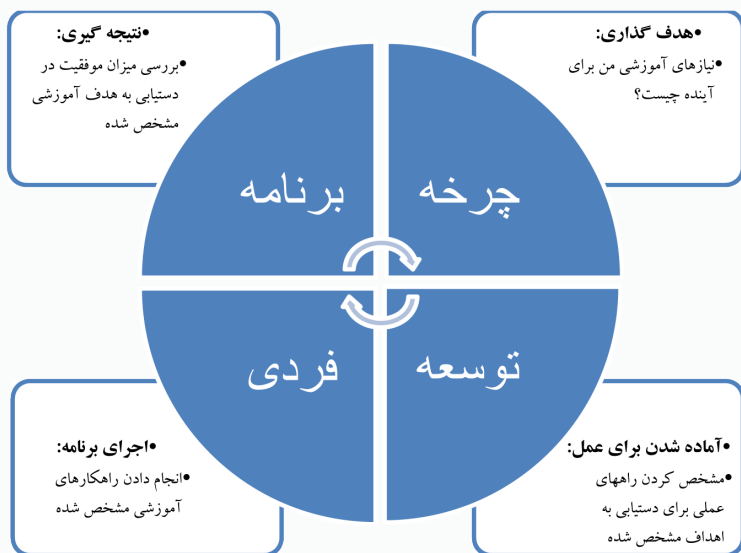 •هدف گذاری:
•نیازهای آموزشی من برای
آینده چیست؟
•نتیجه گیری:
•بررسی میزان موفقیت در
دستیابی به هدف آموزشی
مشخص شده
چرخه
برنامه
توسعه
فردی
•آماده شدن برای عمل:
•مشخص کردن راههای
عملی برای دستیابی به
اهداف مشخص شده
•اجرای برنامه:
•انجام دادن راهکارهای
آموزشی مشخص شده